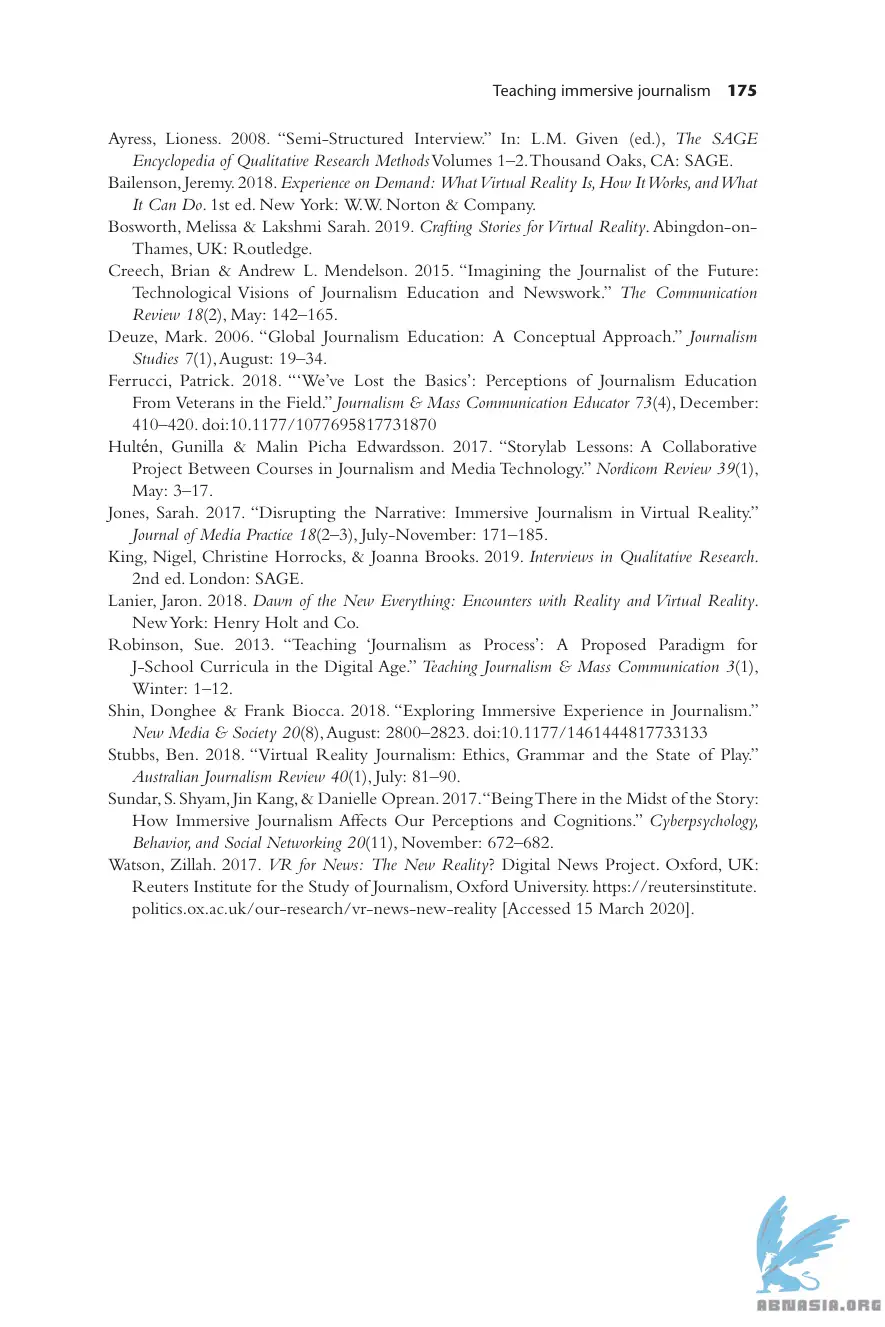 Teaching immersive journalism 175
Ayress, Lioness. 2008. “Semi-Structured Interview.” In: L.M. Given (ed.), The SAGE
Encyclopedia of Qualitative Research Methods Volumes 1–2. Thousand Oaks, CA: SAGE.
Bailenson, Jeremy. 2018. Experience on Demand: What Virtual Reality Is, How It Works, and What
It Can Do. 1st ed. New York: W.W. Norton & Company.
Bosworth, Melissa & Lakshmi Sarah. 2019. Crafting Stories for Virtual Reality. Abingdon-on-
Thames, UK: Routledge.
Creech, Brian & Andrew L. Mendelson. 2015. “Imagining the Journalist of the Future:
Technological Visions of Journalism Education and Newswork.” The Communication
Review 18(2), May: 142–165.
Deuze, Mark. 2006. “Global Journalism Education: A Conceptual Approach.” Journalism
Studies 7(1), August: 19–34.
Ferrucci, Patrick. 2018. “‘We’ve Lost the Basics’: Perceptions of Journalism Education
From Veterans in the Field.” Journalism & Mass Communication Educator 73(4), December:
410–420. doi:10.1177/1077695817731870
Hultén, Gunilla & Malin Picha Edwardsson. 2017. “Storylab Lessons: A Collaborative
Project Between Courses in Journalism and Media Technology.” Nordicom Review 39(1),
May: 3–17.
Jones, Sarah. 2017. “Disrupting the Narrative: Immersive Journalism in Virtual Reality.”
Journal of Media Practice 18(2–3), July-November: 171–185.
King, Nigel, Christine Horrocks, & Joanna Brooks. 2019. Interviews in Qualitative Research.
2nd ed. London: SAGE.
Lanier, Jaron. 2018. Dawn of the New Everything: Encounters with Reality and Virtual Reality.
New York: Henry Holt and Co.
Robinson, Sue. 2013. “Teaching ‘Journalism as Process’: A Proposed Paradigm for
J-School Curricula in the Digital Age.” Teaching Journalism & Mass Communication 3(1),
Winter: 1–12.
Shin, Donghee & Frank Biocca. 2018. “Exploring Immersive Experience in Journalism.”
New Media & Society 20(8), August: 2800–2823. doi:10.1177/1461444817733133
Stubbs, Ben. 2018. “Virtual Reality Journalism: Ethics, Grammar and the State of Play.”
Australian Journalism Review 40(1), July: 81–90.
Sundar, S. Shyam, Jin Kang, & Danielle Oprean. 2017. “Being There in the Midst of the Story:
How Immersive Journalism Affects Our Perceptions and Cognitions.” Cyberpsychology,
Behavior, and Social Networking 20(11), November: 672–682.
Watson, Zillah. 2017. VR for News: The New Reality? Digital News Project. Oxford, UK:
Reuters Institute for the Study of Journalism, Oxford University. https://reutersinstitute.
politics.ox.ac.uk/our-research/vr-news-new-reality [Accessed 15 March 2020].
ABNASIA.ORG